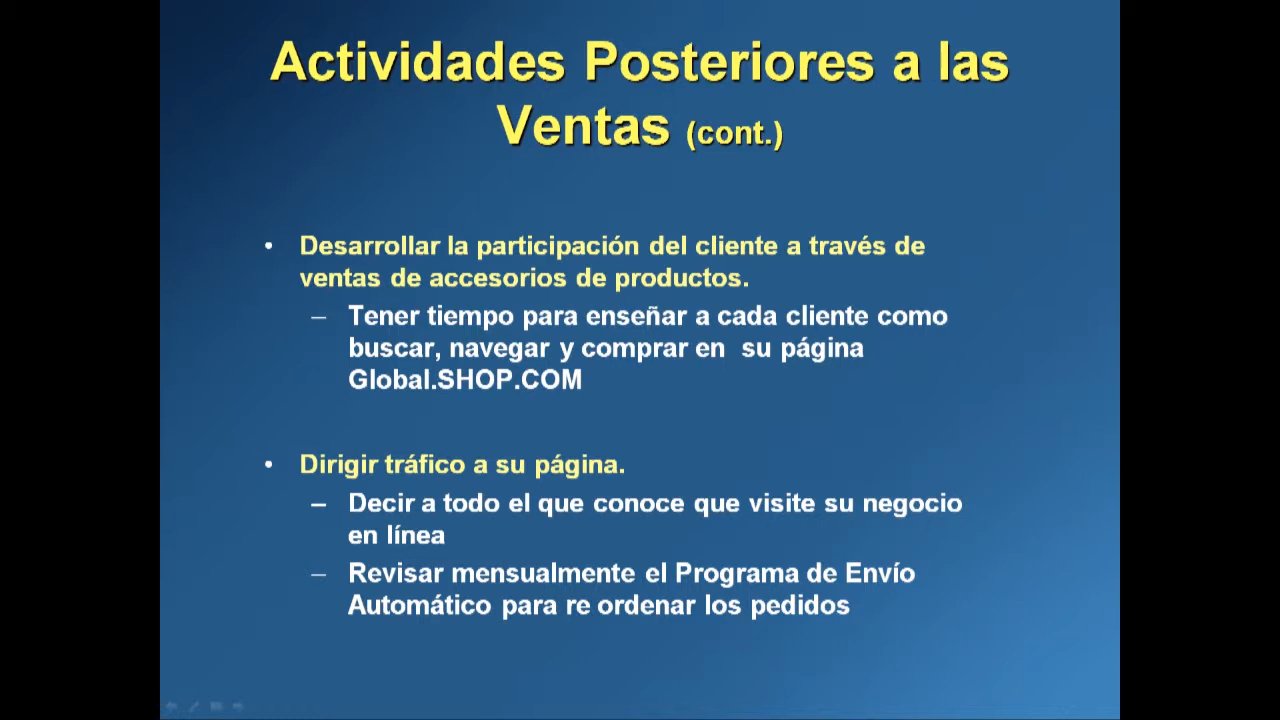 Actividades Posteriores a las
Ventas (cont.)
• Desarrollar la participación del cliente a través de
ventas de accesorios de productos.
– Tener tiempo para enseñar a cada cliente como
buscar, navegar y comprar en su página
Global.SHOP.COM
• Dirigir tráfico a su página.
– Decir a todo el que conoce que visite su negocio
en línea
– Revisar mensualmente el Programa de Envío
Automático para re ordenar los pedidos